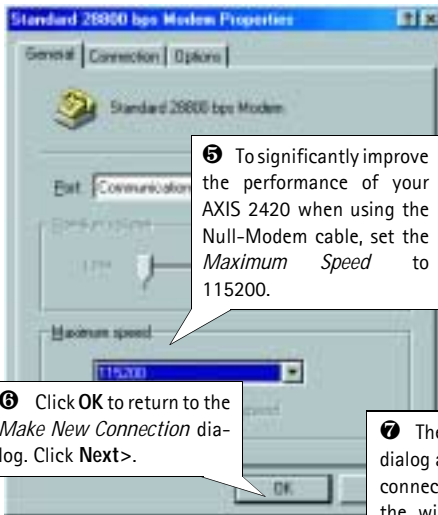 Standard 28800 bps Modem Properties
General Connection Options
Standard 28800 bps Modem
❺ To significantly improve
the performance of your
AXIS 2420 when using the
Null-Modem cable, set the
Maximum Speed to
115200.
Port: Communication
Maximum speed
115200
❻ Click OK to return to the
Make New Connection dia-
log. Click Next>.
OK
❼ The
dialog a
connec
the wi